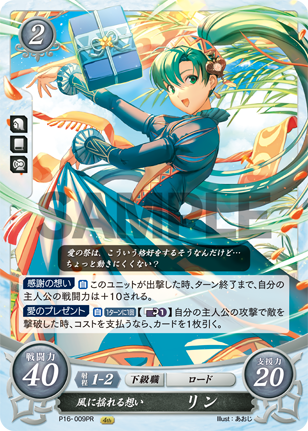 2
SAMPLE
愛の祭は、こういう格好をするそうなんだけど…
ちょっと動きにくくない?
感謝の想い 自 このユニットが出撃した時、ターン終了まで、自分の
主人公の戦闘力は+10される。
愛のプレゼント 自 【ターンに1回】【】自分の主人公の攻撃で敵を
撃破した時、コストを支払うなら、カードを1枚引く。
戦闘力
40
射程 1-2 下級職 ロード
支援力
20
風に揺れる想い リン
P16-009PR 4th Illust:あおじ